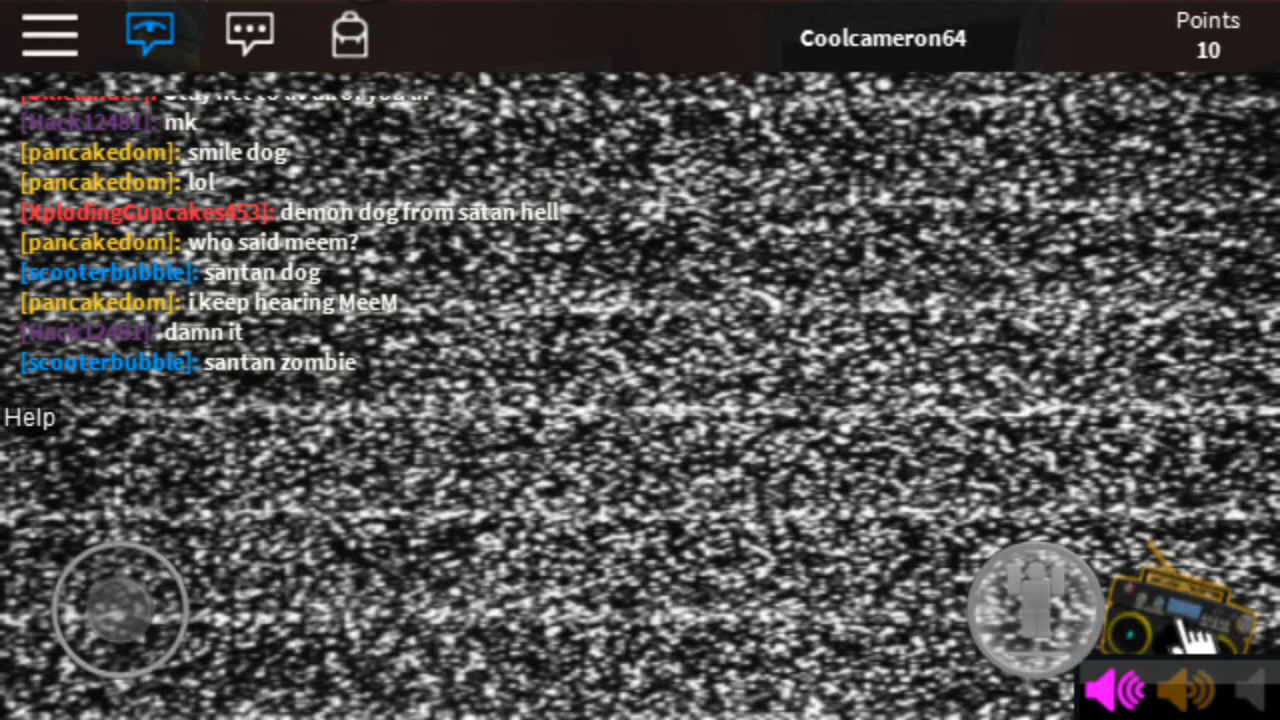 Coolcameron64
Points
10
[Hack12481]: mk
[pancakedom]: smile dog
[pancakedom]: lol
[XplodingCupcakes453]: demon dog from satan hell
[pancakedom]: who said meem?
[scooterbubble]: santan dog
[pancakedom]: i keep hearing MeeM
[Hack12481]: damn it
[scooterbubble]: santan zombie
Help